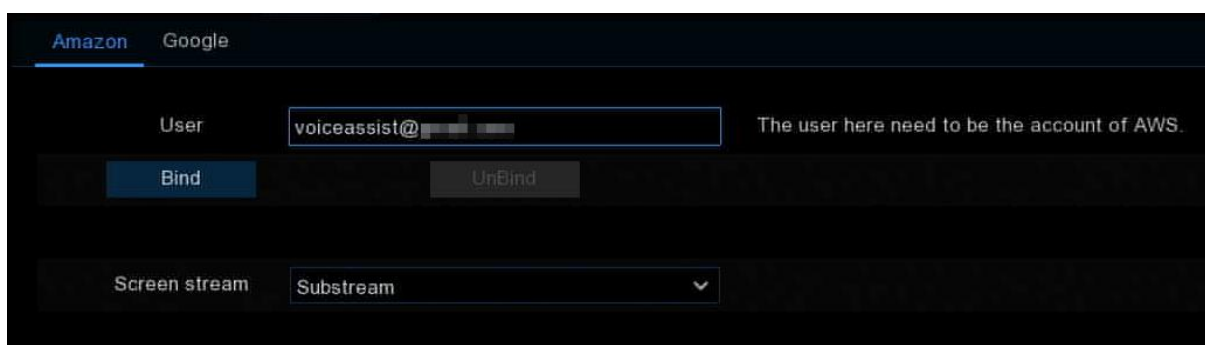 Amazon Google
User voiceassist@ The user here need to be the account of AWS.
Bind UnBind
Screen stream Substream